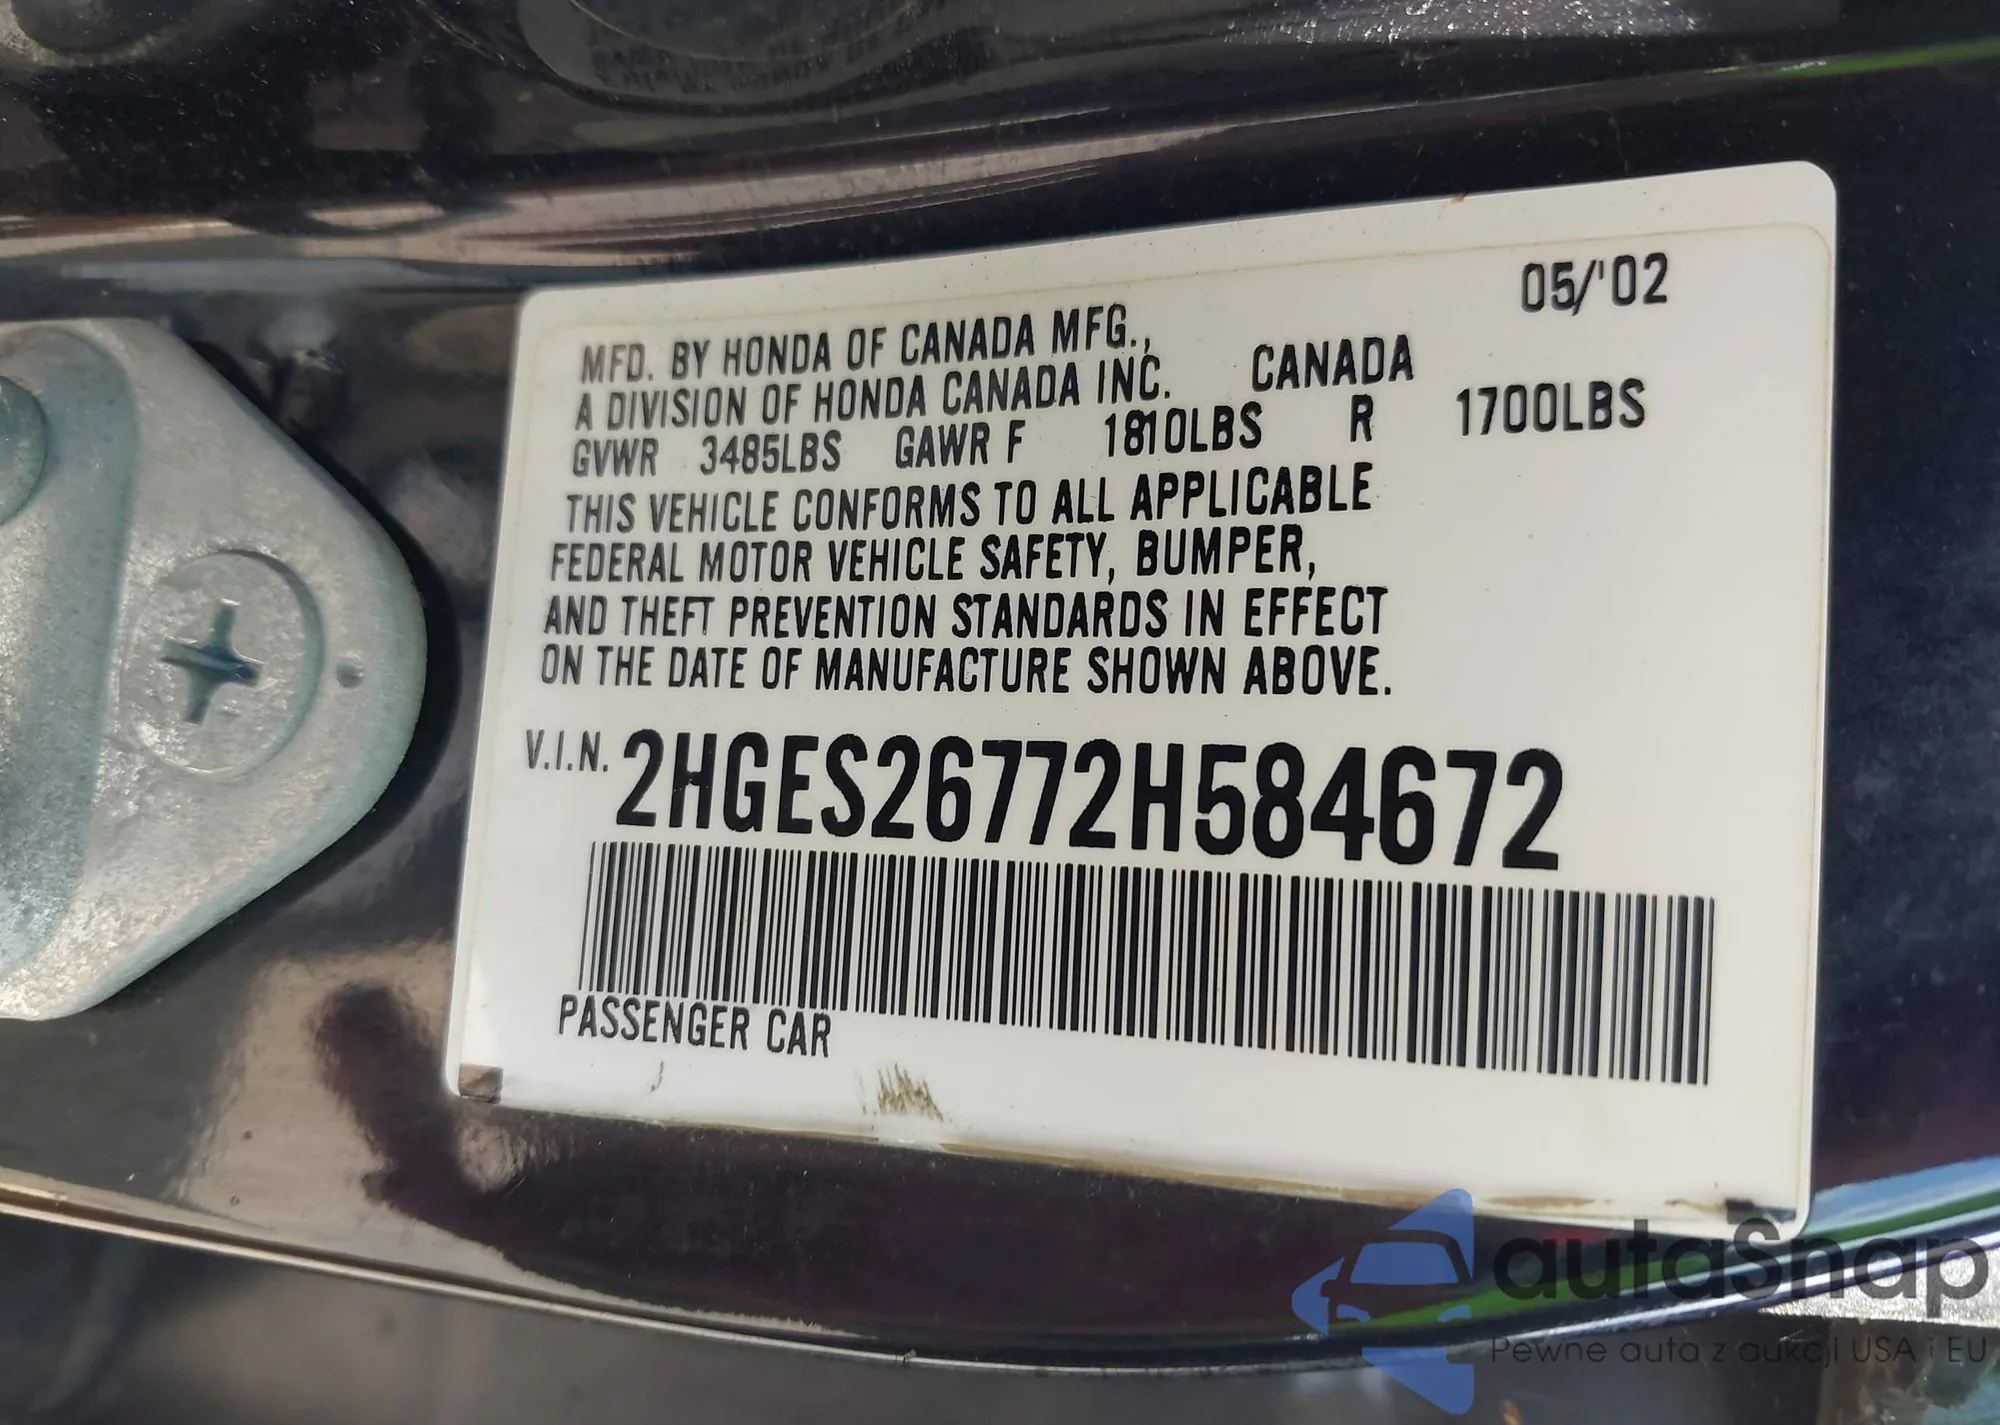 05/'02
MFD. BY HONDA OF CANADA MFG.,
A DIVISION OF HONDA CANADA INC. CANADA
GVWR 3485LBS GAWR F 1810LBS R 1700LBS
THIS VEHICLE CONFORMS TO ALL APPLICABLE
FEDERAL MOTOR VEHICLE SAFETY, BUMPER,
AND THEFT PREVENTION STANDARDS IN EFFECT
ON THE DATE OF MANUFACTURE SHOWN ABOVE.
V.I.N. 2HGES26772H584672
PASSENGER CAR
autaSnap
Pewne auta z aukcji USA i EU